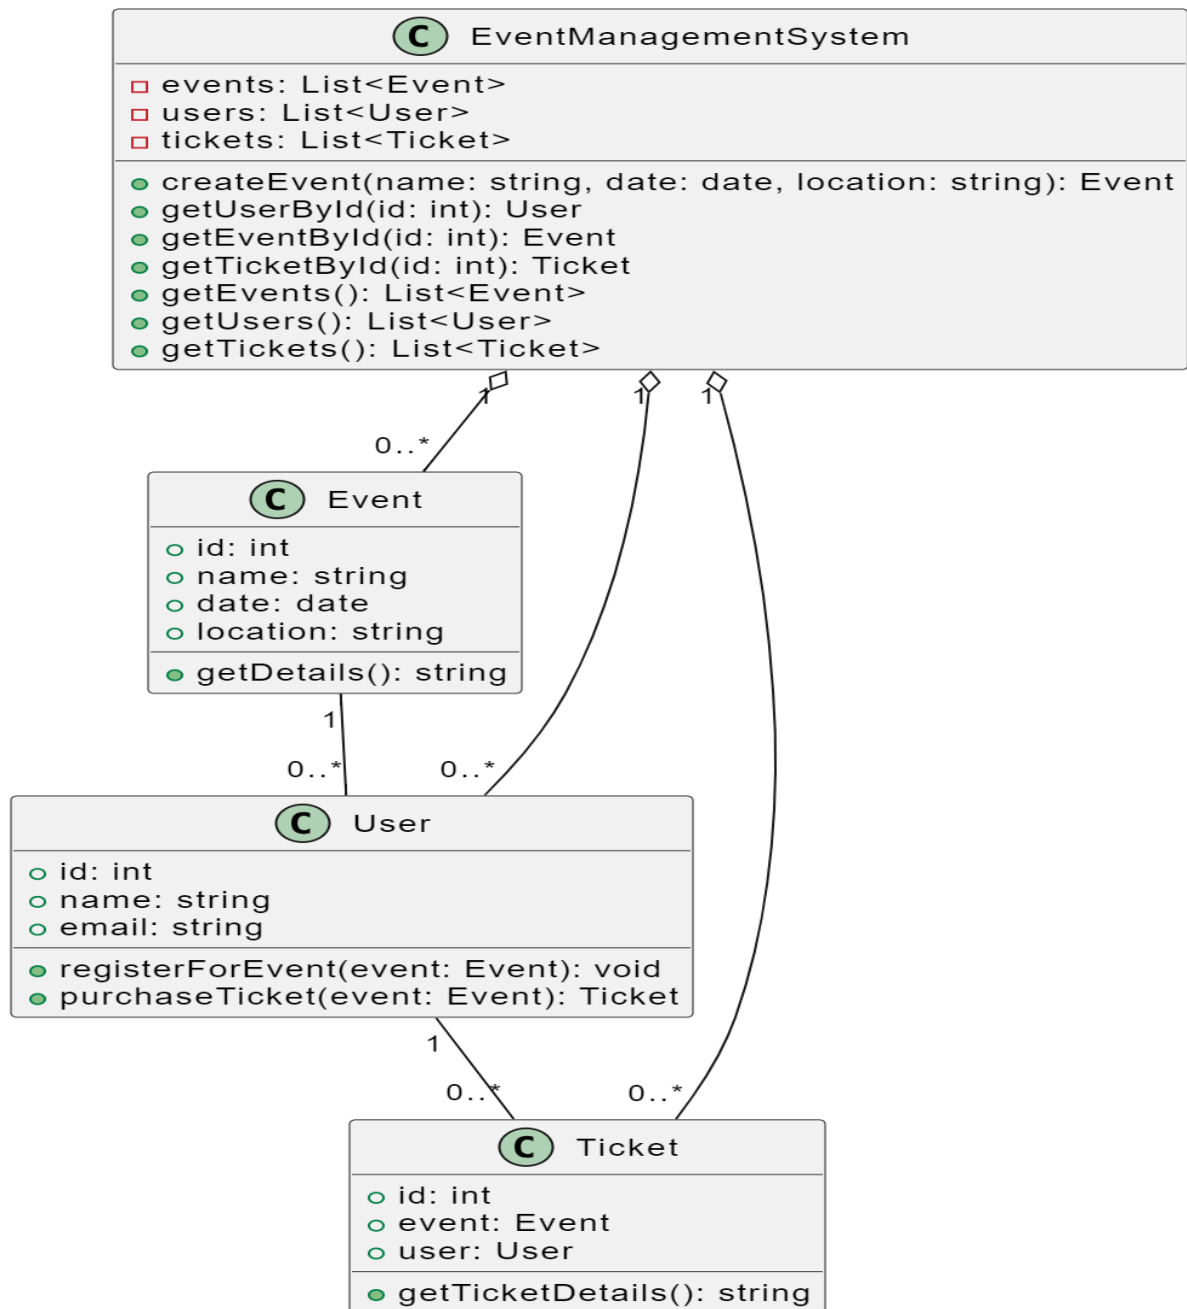 C EventManagementSystem
events: List<Event>
users: List<User>
tickets: List<Ticket>
createEvent(name: string, date: date, location: string): Event
getUserById(id: int): User
getEventById(id: int): Event
getTicketById(id: int): Ticket
getEvents(): List<Event>
getUsers(): List<User>
getTickets(): List<Ticket>
1 1 1
0..*
C Event
id: int
name: string
date: date
location: string
getDetails(): string
1
0..* 0..*
C User
id: int
name: string
email: string
registerForEvent(event: Event): void
purchaseTicket(event: Event): Ticket
1
0..* 0..*
C Ticket
id: int
event: Event
user: User
getTicketDetails(): string